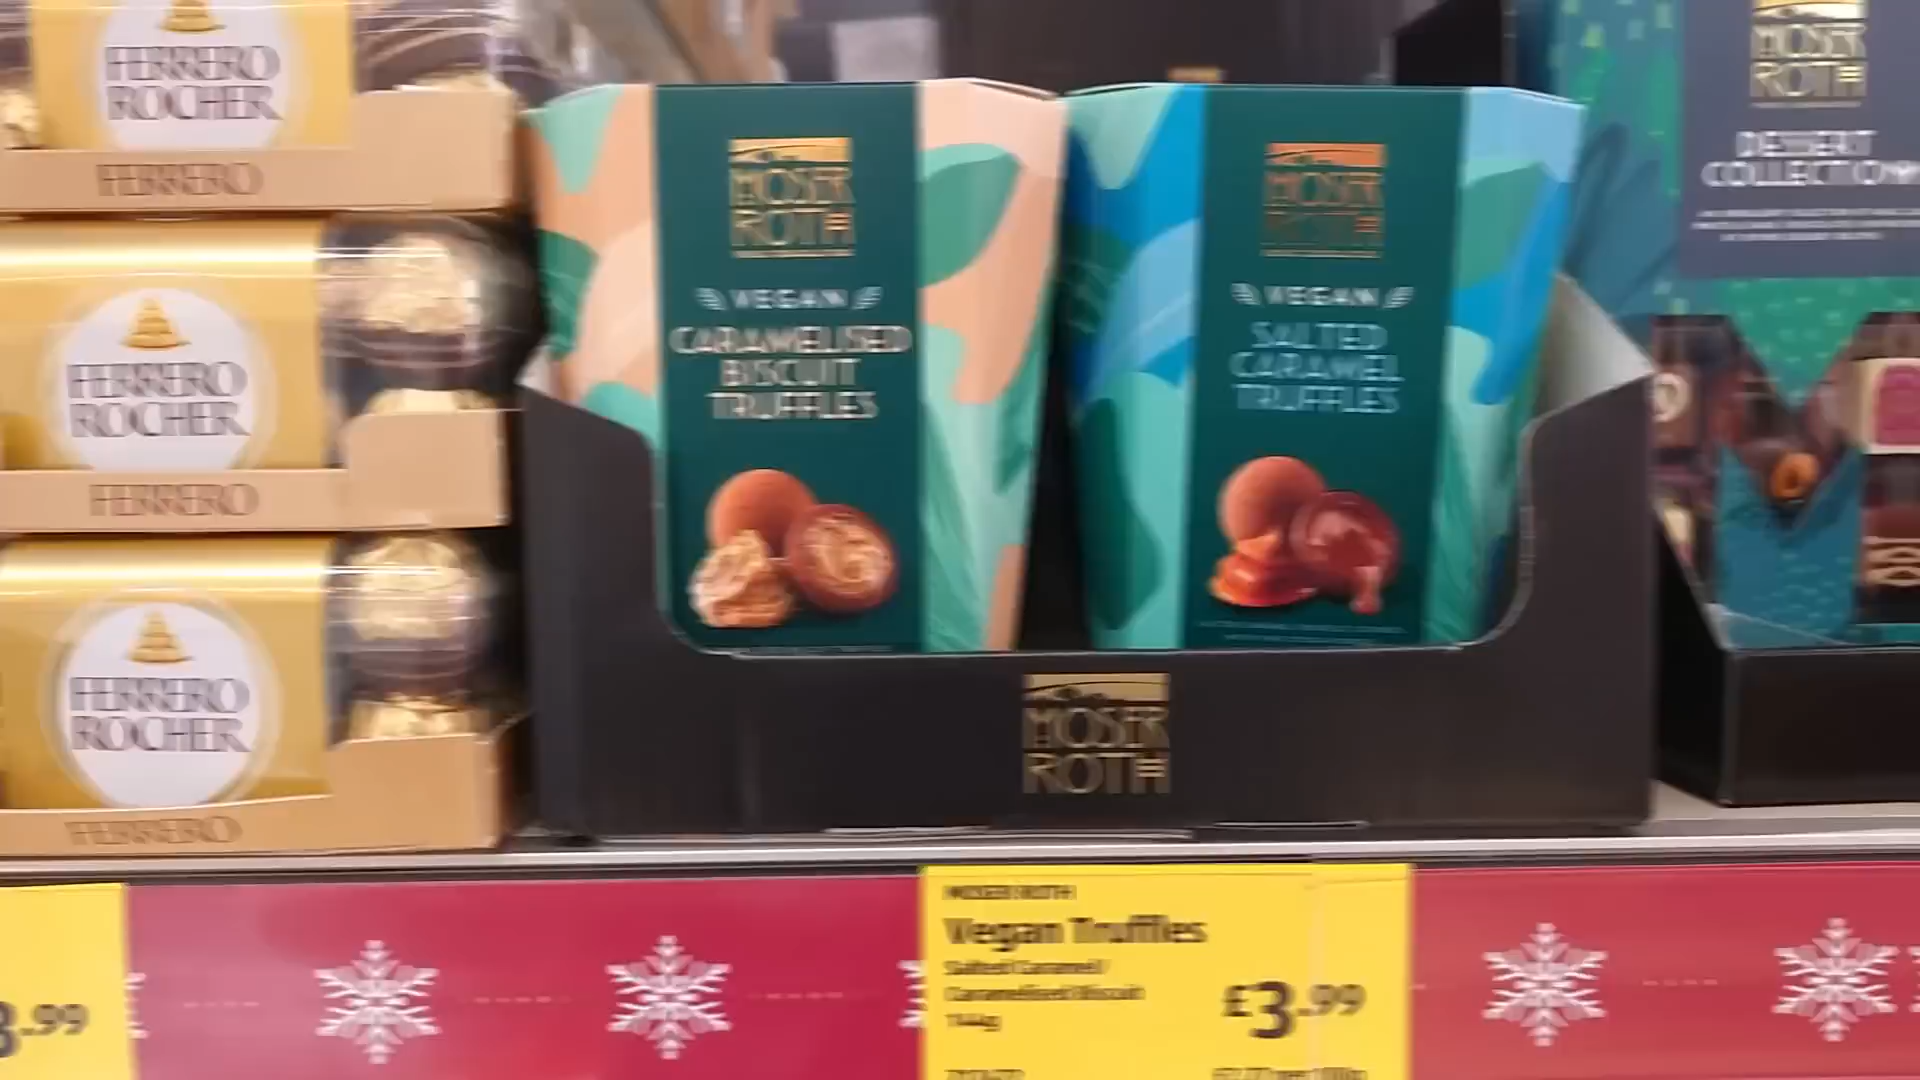 FERRERO
ROCHER
FERRERO
FERRERO
ROCHER
FERRERO
FERRERO
ROCHER
FERRERO
MOSER
ROTH
VEGAN
CARAMELISED
BISCUIT
TRUFFLES
MOSER
ROTH
VEGAN
SALTED
CARAMEL
TRUFFLES
MOSER
ROTH
DESSERT
COLLECTION
MOSER
ROTH
.99
MOSER ROTH
Vegan Truffles
Salted Caramel/
Caramelised Biscuit
144g
£3.99